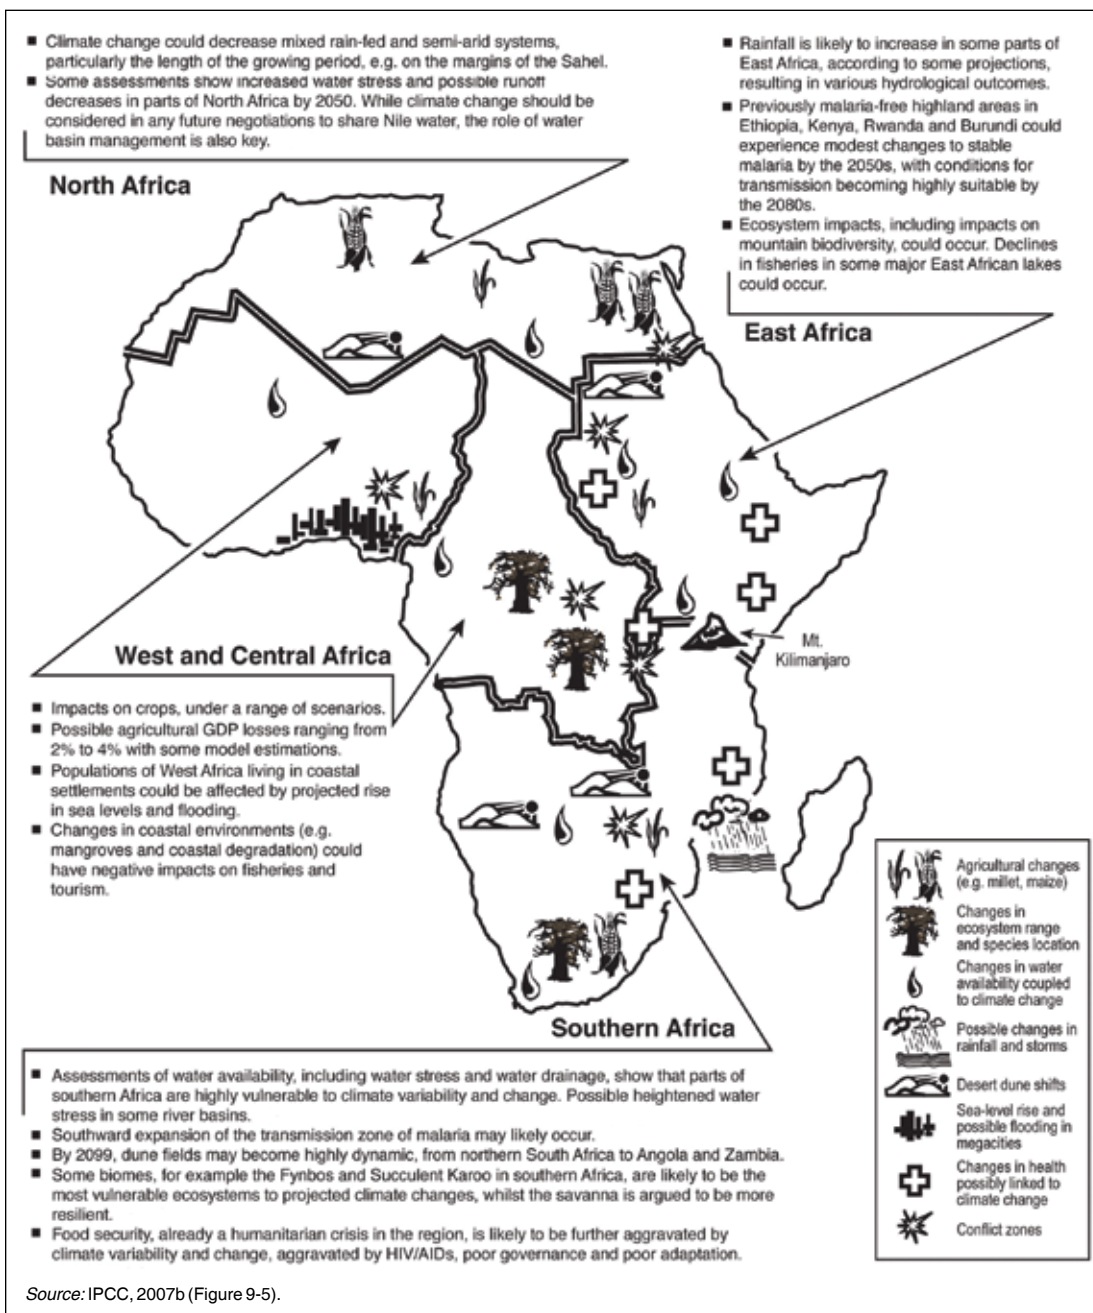 ■ Climate change could decrease mixed rain-fed and semi-arid systems,
particularly the length of the growing period, e.g. on the margins of the Sahel.
■ Some assessments show increased water stress and possible runoff
decreases in parts of North Africa by 2050. While climate change should be
considered in any future negotiations to share Nile water, the role of water
basin management is also key.
North Africa
■ Rainfall is likely to increase in some parts of
East Africa, according to some projections,
resulting in various hydrological outcomes.
■ Previously malaria-free highland areas in
Ethiopia, Kenya, Rwanda and Burundi could
experience modest changes to stable
malaria by the 2050s, with conditions for
transmission becoming highly suitable by
the 2080s.
■ Ecosystem impacts, including impacts on
mountain biodiversity, could occur. Declines
in fisheries in some major East African lakes
could occur.
East Africa
Mt.
Kilimanjaro
West and Central Africa
■ Impacts on crops, under a range of scenarios.
■ Possible agricultural GDP losses ranging from
2% to 4% with some model estimations.
■ Populations of West Africa living in coastal
settlements could be affected by projected rise
in sea levels and flooding.
■ Changes in coastal environments (e.g.
mangroves and coastal degradation) could
have negative impacts on fisheries and
tourism.
Agricultural changes
(e.g. millet, maize)
Changes in
ecosystem range
and species location
Changes in water
availability coupled
to climate change
Possible changes in
rainfall and storms
Desert dune shifts
Sea-level rise and
possible flooding in
megacities
Changes in health
possibly linked to
climate change
Conflict zones
Southern Africa
■ Assessments of water availability, including water stress and water drainage, show that parts of
southern Africa are highly vulnerable to climate variability and change. Possible heightened water
stress in some river basins.
■ Southward expansion of the transmission zone of malaria may likely occur.
■ By 2099, dune fields may become highly dynamic, from northern South Africa to Angola and Zambia.
■ Some biomes, for example the Fynbos and Succulent Karoo in southern Africa, are likely to be the
most vulnerable ecosystems to projected climate changes, whilst the savanna is argued to be more
resilient.
■ Food security, already a humanitarian crisis in the region, is likely to be further aggravated by
climate variability and change, aggravated by HIV/AIDs, poor governance and poor adaptation.
Source: IPCC, 2007b (Figure 9-5).